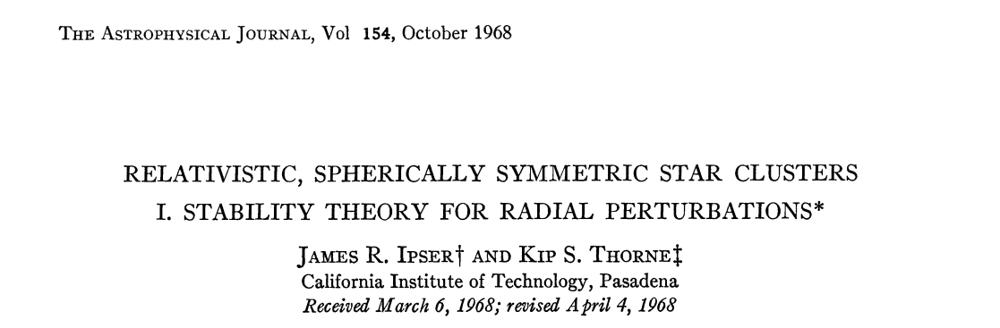 THE ASTROPHYSICAL JOURNAL, Vol 154, October 1968
RELATIVISTIC, SPHERICALLY SYMMETRIC STAR CLUSTERS
I. STABILITY THEORY FOR RADIAL PERTURBATIONS*
JAMES R. IPSER† AND KIP S. THORNE‡
California Institute of Technology, Pasadena
Received March 6, 1968; revised April 4, 1968